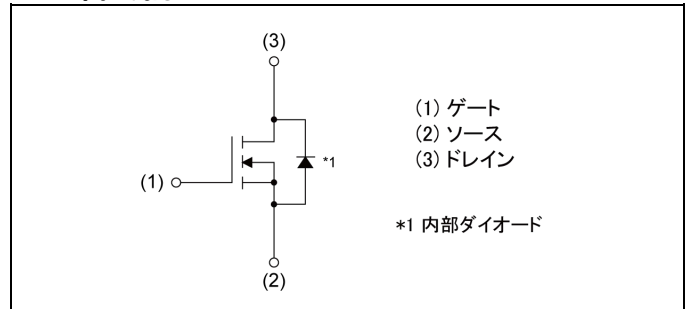 (3)
(1) ゲート
(2) ソース
(3) ドレイン
*1
(1)
*1 内部ダイオード
(2)